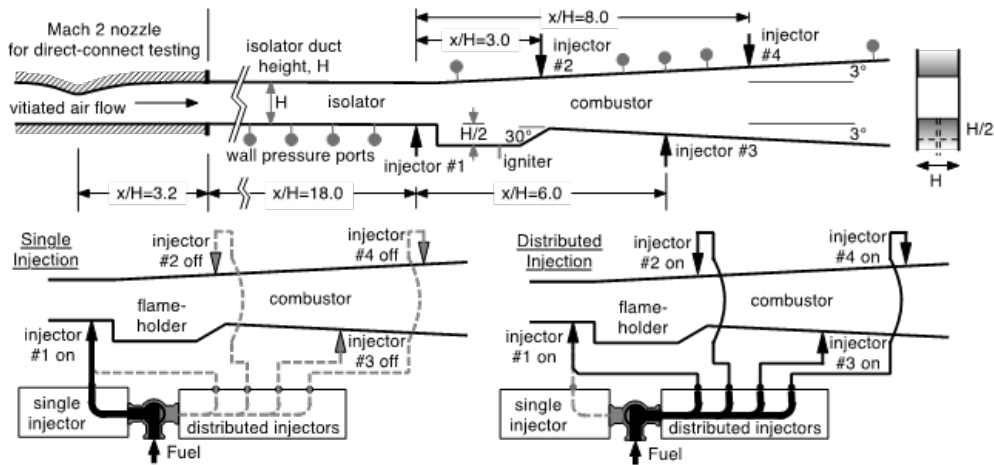 Mach 2 nozzle
for direct-connect testing
vitiated air flow
isolator duct
height, H
H
isolator
x/H=8.0
x/H=3.0
injector
#2
injector
#4
3°
combustor
H/2
30°
3°
wall pressure ports
injector #1
igniter
injector #3
H/2
H
x/H=3.2
x/H=18.0
x/H=6.0
Single
Injection
injector
#2 off
injector
#4 off
combustor
flame-
holder
injector
#1 on
injector
#3 off
single
injector
distributed injectors
Fuel
Distributed
Injection
injector
#2 on
injector
#4 on
combustor
flame-
holder
injector
#1 on
injector
#3 on
single
injector
distributed injectors
Fuel